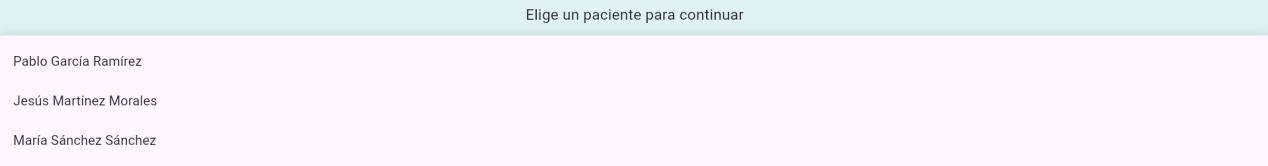 Elige un paciente para continuar
Pablo García Ramírez
Jesús Martínez Morales
María Sánchez Sánchez